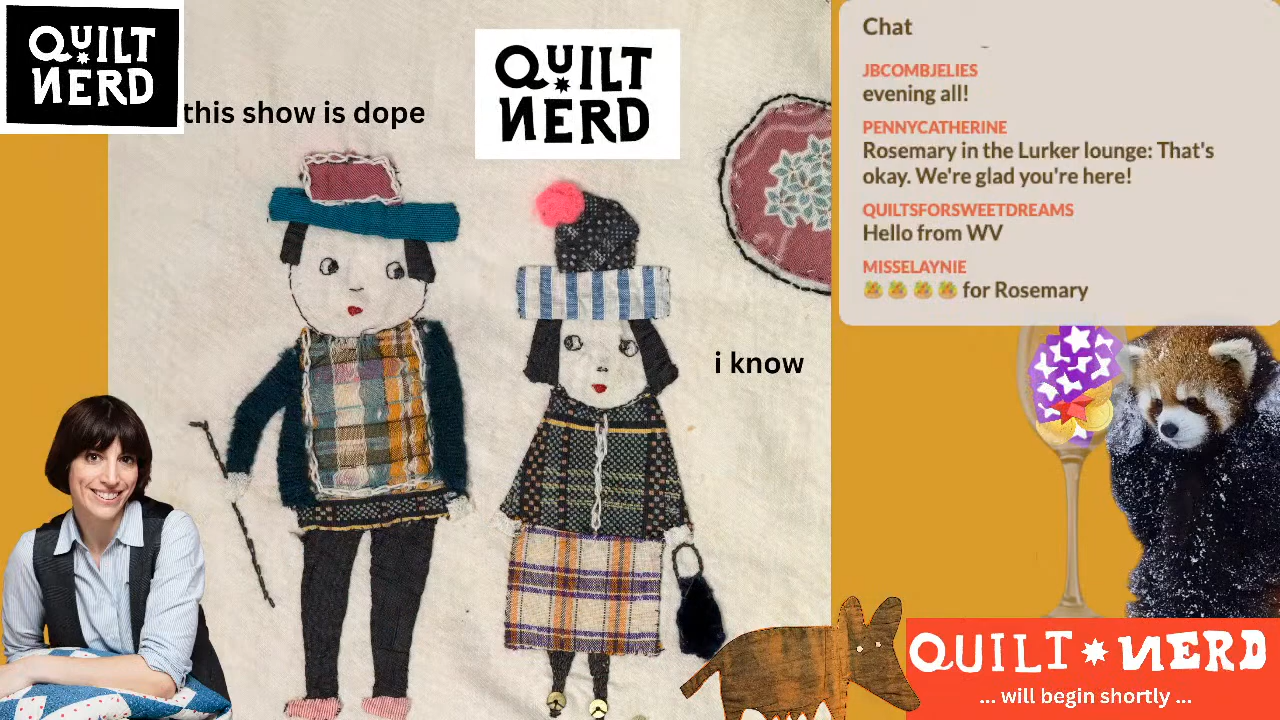 QUILT
NERD
this show is dope
QUILT
NERD
i know
Chat
JBCOMBJELIES
evening all!
PENNYCATHERINE
Rosemary in the Lurker lounge: That's
okay. We're glad you're here!
QUILTSFORSWEETDREAMS
Hello from WV
MISSELAYNIE
for Rosemary
QUILT NERD
... will begin shortly ...